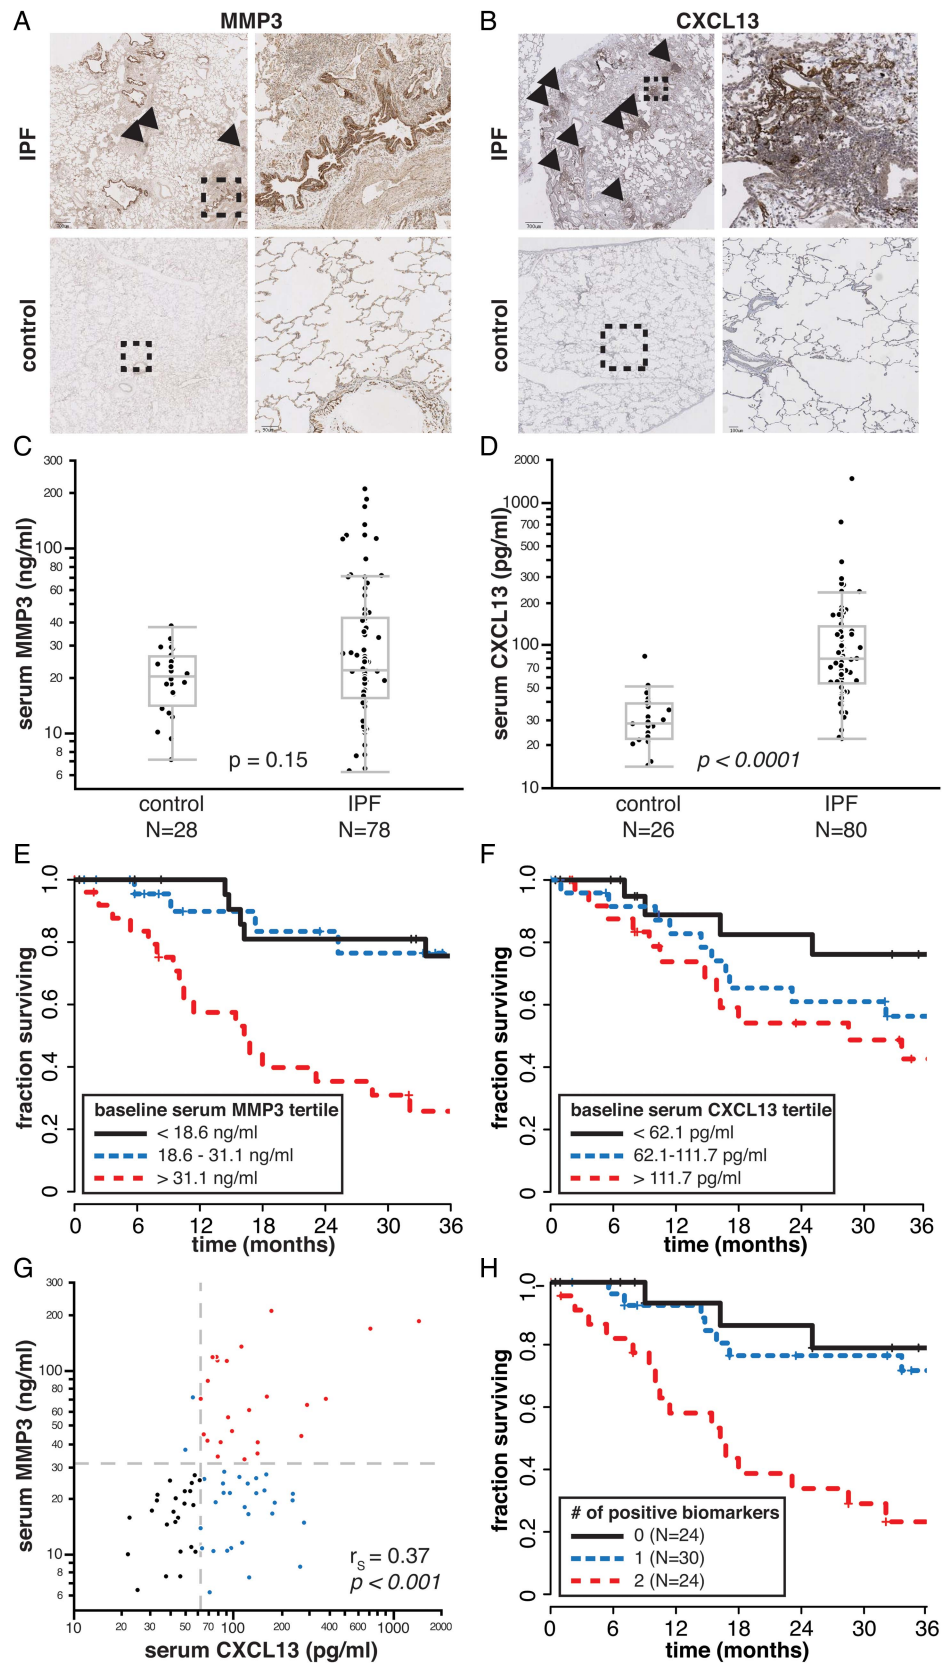 A MMP3
B CXCL13
IPF
IPF
control
control
C
serum MMP3 (ng/ml)
300
200
100
80
60
40
30
20
10
8
6
p = 0.15
control IPF
N=28 N=78
D
serum CXCL13 (pg/ml)
2000
1000
700
500
300
200
100
70
50
30
20
10
p < 0.0001
control IPF
N=26 N=80
E
fraction surviving
1.0
0.8
0.6
0.4
0.2
0
baseline serum MMP3 tertile
< 18.6 ng/ml
18.6 - 31.1 ng/ml
> 31.1 ng/ml
0 6 12 18 24 30 36
time (months)
F
fraction surviving
1.0
0.8
0.6
0.4
0.2
0
baseline serum CXCL13 tertile
< 62.1 pg/ml
62.1-111.7 pg/ml
> 111.7 pg/ml
0 6 12 18 24 30 36
time (months)
G
serum MMP3 (ng/ml)
300
200
100
80
60
50
40
30
20
10
8
6
rS = 0.37
p < 0.001
10 20 30 50 70 100 200 400 600 1000 2000
serum CXCL13 (pg/ml)
H
fraction surviving
1.0
0.8
0.6
0.4
0.2
0
# of positive biomarkers
0 (N=24)
1 (N=30)
2 (N=24)
0 6 12 18 24 30 36
time (months)